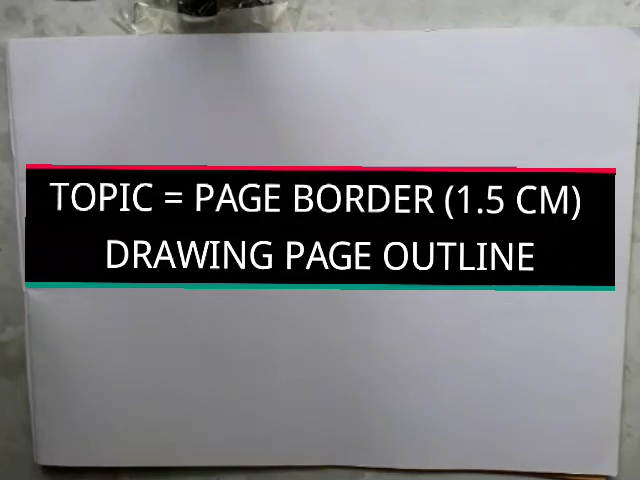 TOPIC = PAGE BORDER (1.5 CM)
DRAWING PAGE OUTLINE